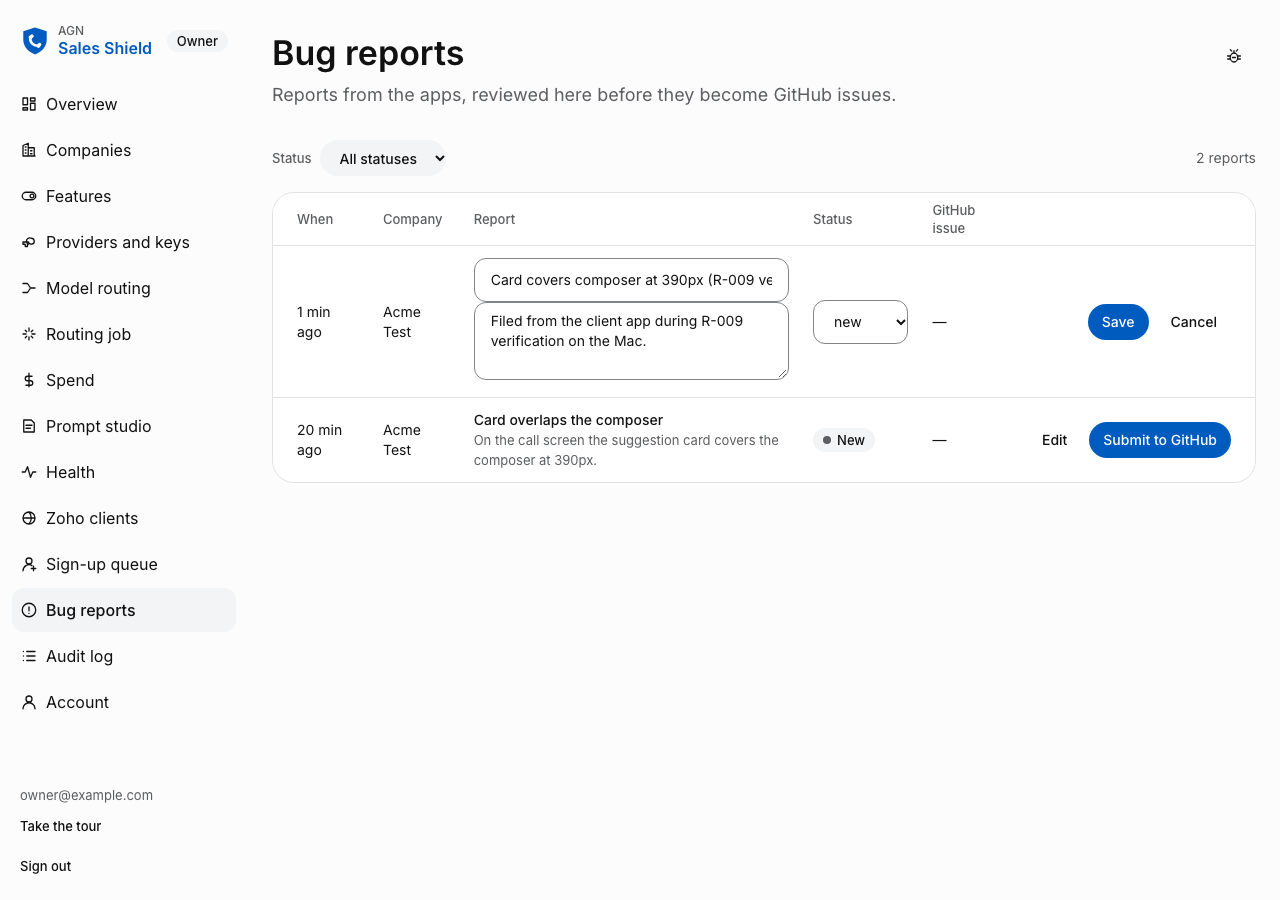 AGN
Sales Shield
Owner
Overview
Companies
Features
Providers and keys
Model routing
Routing job
Spend
Prompt studio
Health
Zoho clients
Sign-up queue
Bug reports
Audit log
Account
owner@example.com
Take the tour
Sign out
Bug reports
Reports from the apps, reviewed here before they become GitHub issues.
Status
All statuses
2 reports
When
Company
Report
Status
GitHub
issue
1 min
ago
Acme
Test
Card covers composer at 390px (R-009 ve
Filed from the client app during R-009
verification on the Mac.
new
—
Save
Cancel
20 min
ago
Acme
Test
Card overlaps the composer
On the call screen the suggestion card covers the
composer at 390px.
New
—
Edit
Submit to GitHub